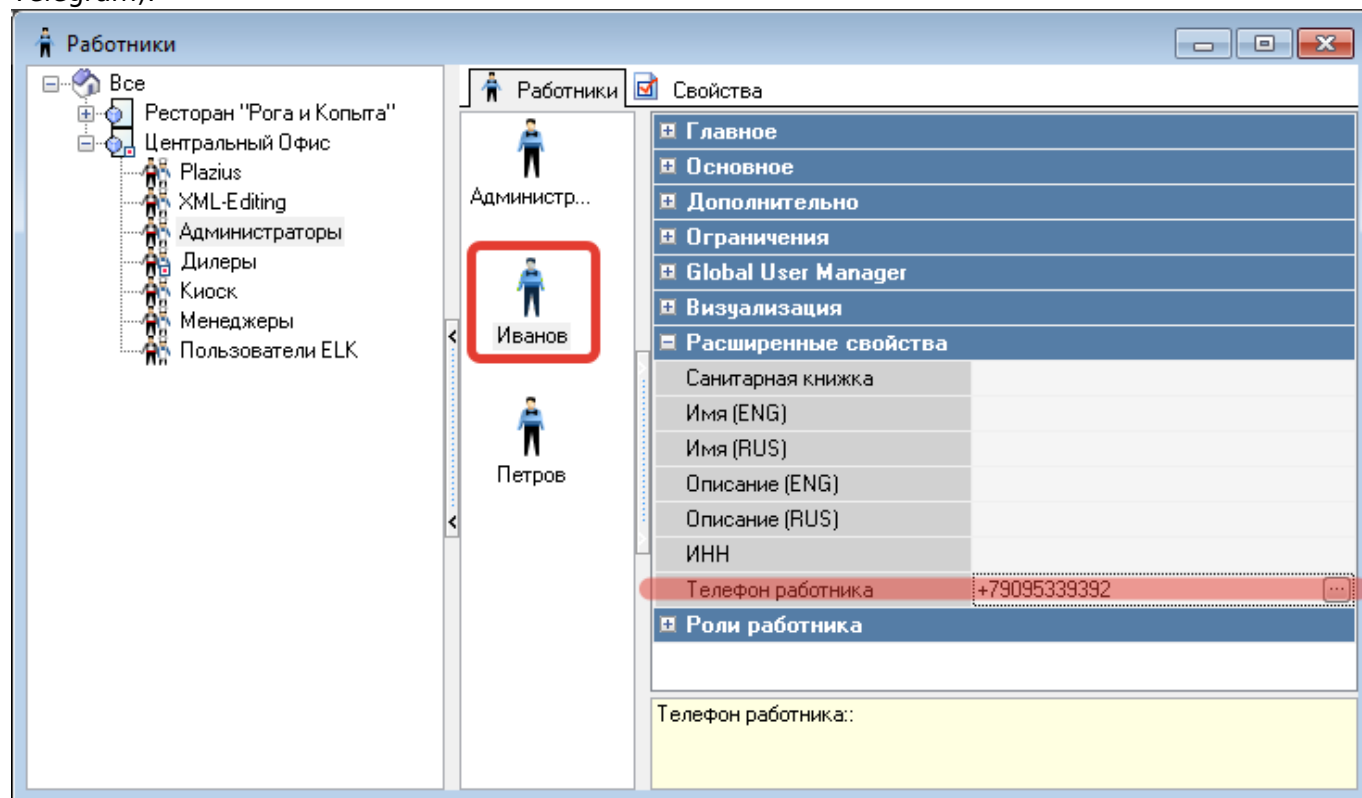 Telegram).
Работники
Все
Ресторан "Рога и Копыта"
Центральный Офис
Plazius
XML-Editing
Администраторы
Дилеры
Киоск
Менеджеры
Пользователи ELK
Работники
Свойства
Администр...
Иванов
Петров
Главное
Основное
Дополнительно
Ограничения
Global User Manager
Визуализация
Расширенные свойства
Санитарная книжка
Имя (ENG)
Имя (RUS)
Описание (ENG)
Описание (RUS)
ИНН
Телефон работника +79095339392
Роли работника
Телефон работника::